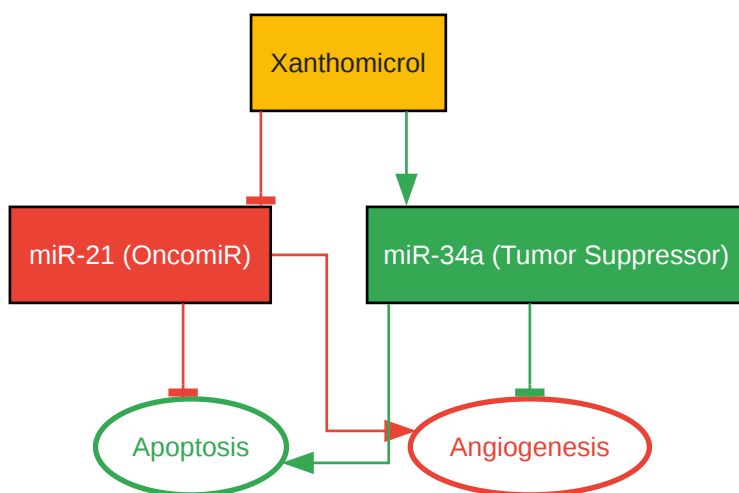 Xanthomicrol
miR-21 (OncomiR)
miR-34a (Tumor Suppressor)
Apoptosis
Angiogenesis